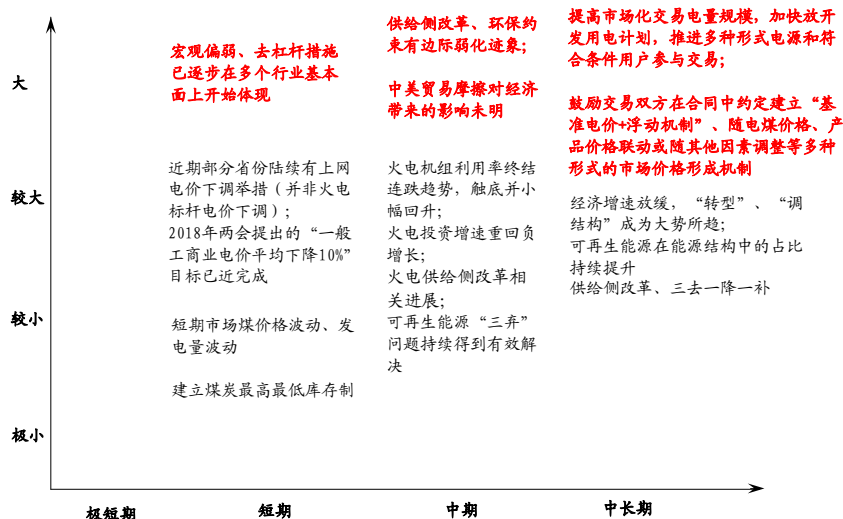 大
较大
较小
极小
宏观偏弱、去杠杆措施
已逐步在多个行业基本
面上开始体现
近期部分省份陆续有上网
电价下调举措(并非火电
标杆电价下调);
2018年两会提出的“一般
工商业电价平均下降10%”
目标已近完成
短期市场煤价格波动、发
电量波动
建立煤炭最高最低库存制
供给侧改革、环保约
束有边际弱化迹象;
中美贸易摩擦对经济
带来的影响未明
火电机组利用率终结
连跌趋势,触底并小
幅回升;
火电投资增速重回负
增长;
火电供给侧改革相
关进展;
可再生能源“三弃”
问题持续得到有效解
决
提高市场化交易电量规模,加快放开
发用电计划,推进多种形式电源和符
合条件用户参与交易;
鼓励交易双方在合同中约定建立“基
准电价+浮动机制”、随电煤价格、产
品价格联动或随其他因素调整等多种
形式的市场价格形成机制
经济增速放缓,“转型”、“调
结构”成为大势所趋;
可再生能源在能源结构中的占比
持续提升
供给侧改革、三去一降一补
极短期
短期
中期
中长期